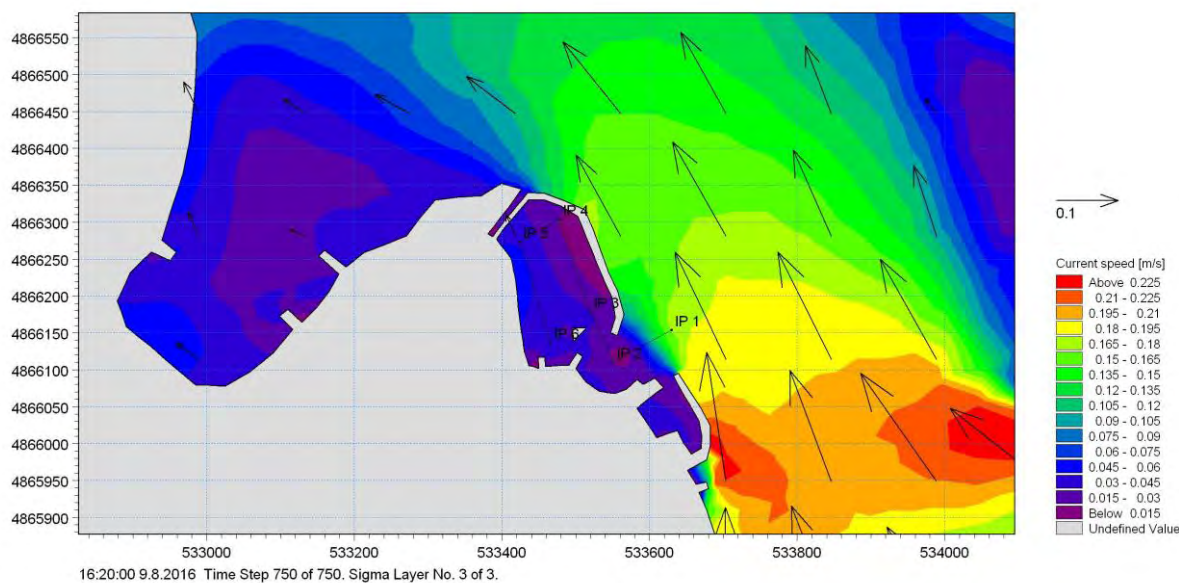 4866550
4866500
4866450
4866400
4866350
4866300
4866250
4866200
4866150
4866100
4866050
4866000
4865950
4865900
IP 4
IP 5
IP 3
IP 1
IP 6
IP 2
533000
533200
533400
533600
533800
534000
16:20:00 9.8.2016 Time Step 750 of 750. Sigma Layer No. 3 of 3.
0.1
Current speed [m/s]
Above 0.225
0.21 - 0.225
0.195 - 0.21
0.18 - 0.195
0.165 - 0.18
0.15 - 0.165
0.135 - 0.15
0.12 - 0.135
0.105 - 0.12
0.09 - 0.105
0.075 - 0.09
0.06 - 0.075
0.045 - 0.06
0.03 - 0.045
0.015 - 0.03
Below 0.015
Undefined Value